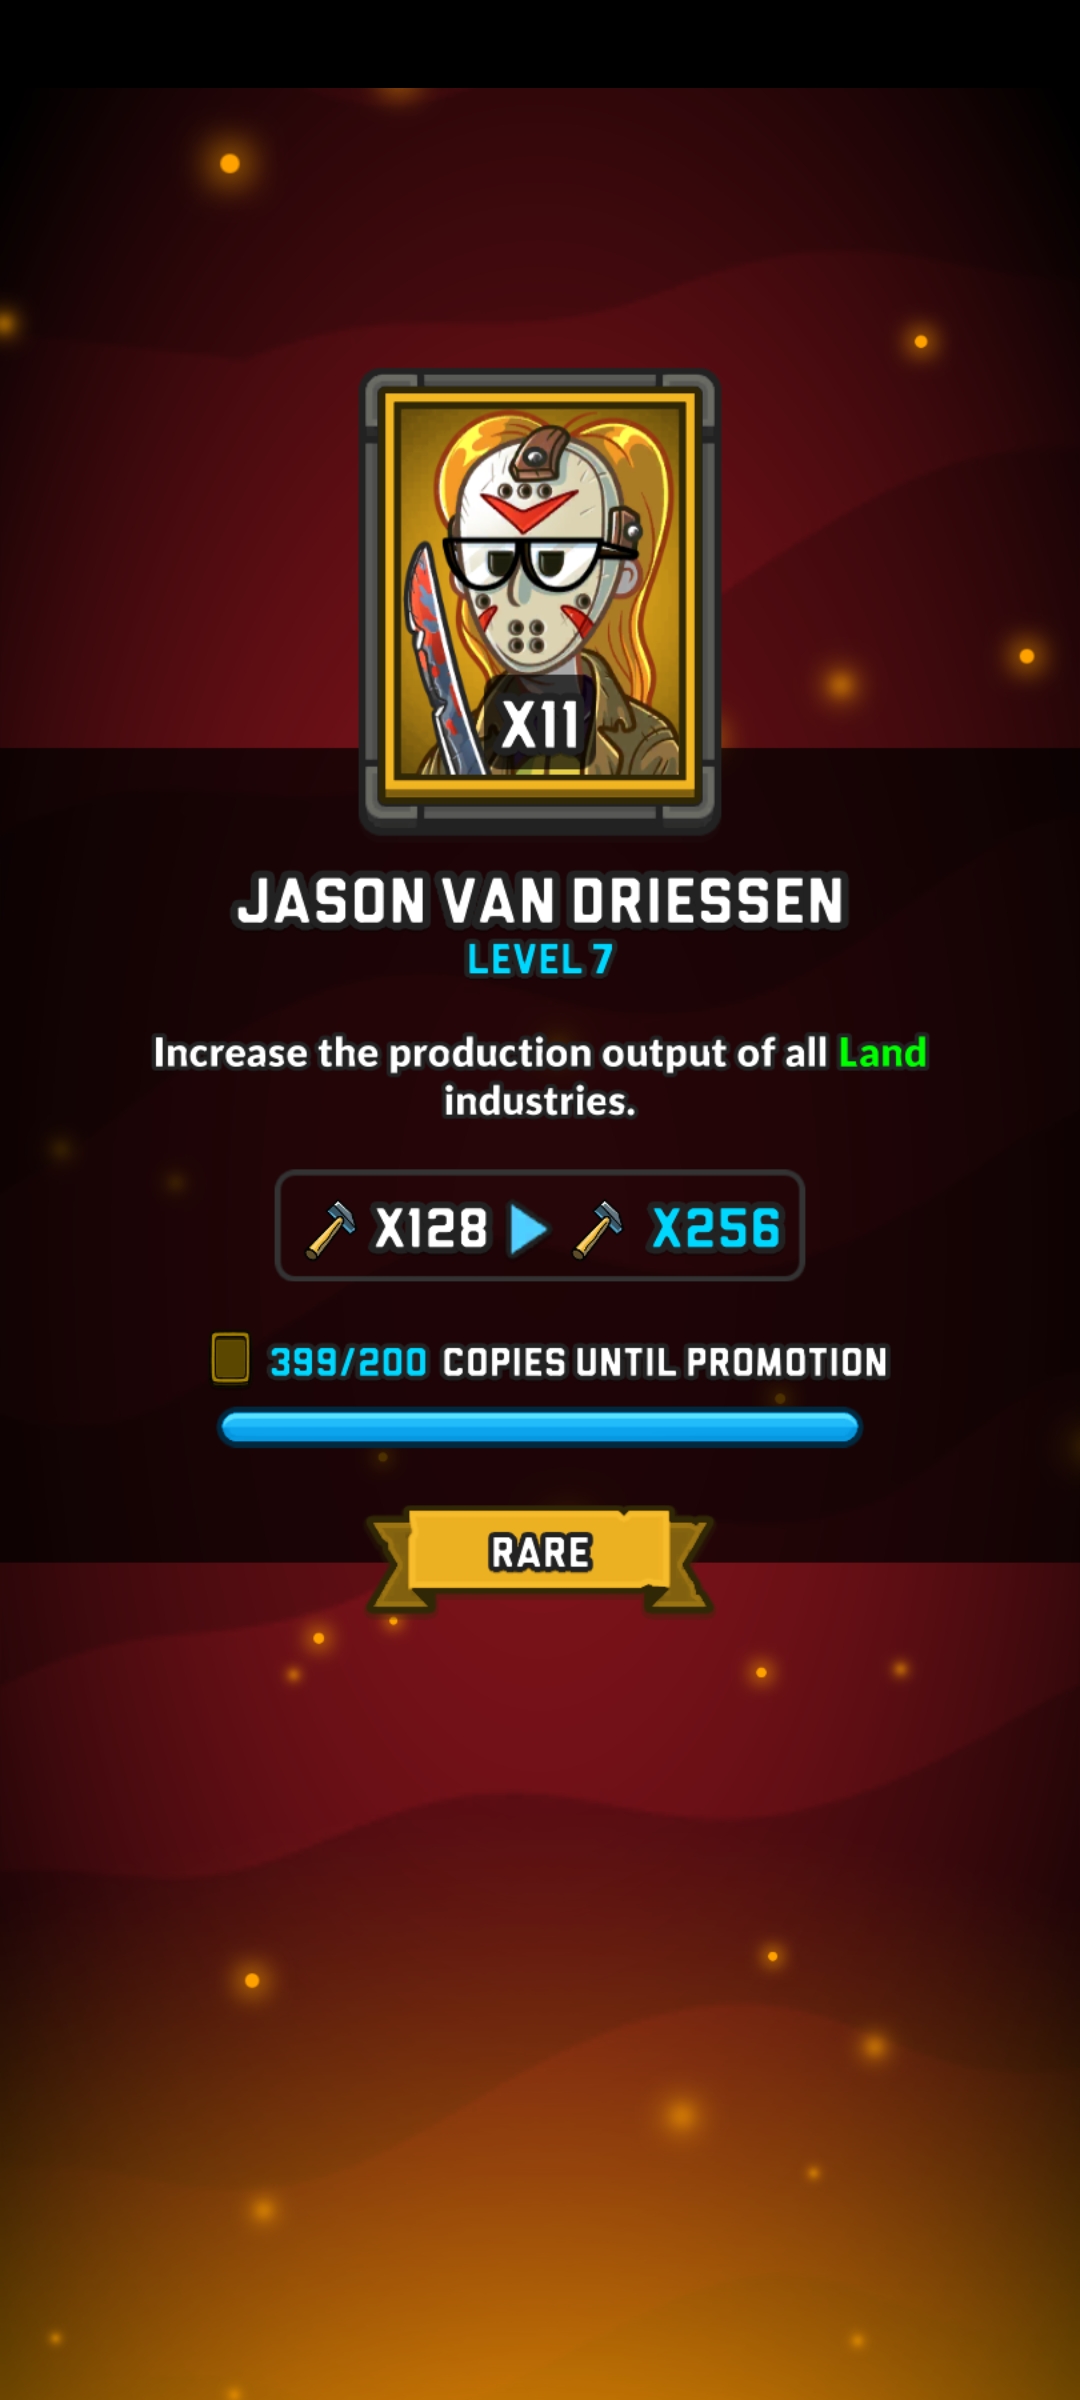 X11
JASON VAN DRIESSEN
LEVEL 7
Increase the production output of all Land
industries.
X128 X256
399/200 COPIES UNTIL PROMOTION
RARE